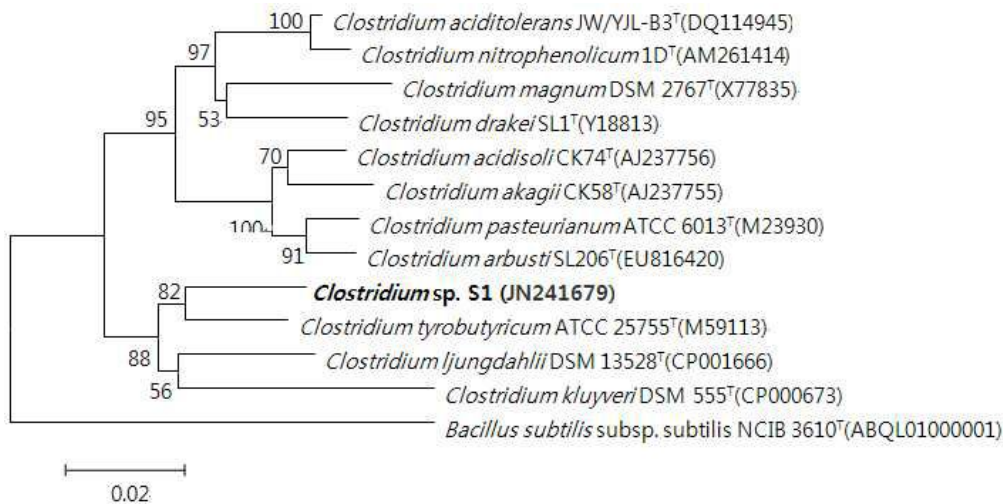 100 Clostridium aciditolerans JW/YJL-B3ᵀ(DQ114945)
Clostridium nitrophenolicum 1Dᵀ(AM261414)
97
Clostridium magnum DSM 2767ᵀ(X77835)
53 Clostridium drakei SL1ᵀ(Y18813)
95
70 Clostridium acidisoli CK74ᵀ(AJ237756)
Clostridium akagii CK58ᵀ(AJ237755)
100 Clostridium pasteurianum ATCC 6013ᵀ(M23930)
91 Clostridium arbusti SL206ᵀ(EU816420)
82 Clostridium sp. S1 (JN241679)
Clostridium tyrobutyricum ATCC 25755ᵀ(M59113)
88 Clostridium ljungdahlii DSM 13528ᵀ(CP001666)
56 Clostridium kluyveri DSM 555ᵀ(CP000673)
Bacillus subtilis subsp. subtilis NCIB 3610ᵀ(ABQL01000001)
0.02